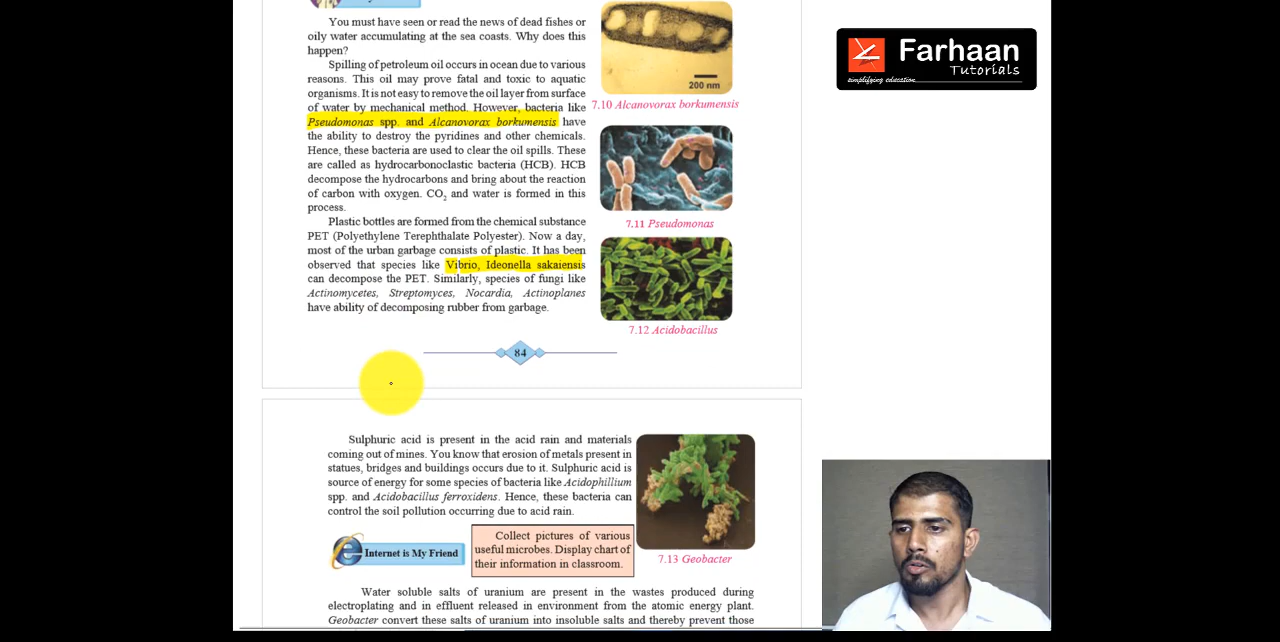 You must have seen or read the news of dead fishes or
oily water accumulating at the sea coasts. Why does this
happen?
Spilling of petroleum oil occurs in ocean due to various
reasons. This oil may prove fatal and toxic to aquatic
organisms. It is not easy to remove the oil layer from surface
of water by mechanical method. However, bacteria like
Pseudomonas spp. and Alcanovorax borkumensis have
the ability to destroy the pyridines and other chemicals.
Hence, these bacteria are used to clear the oil spills. These
are called as hydrocarbonoclastic bacteria (HCB). HCB
decompose the hydrocarbons and bring about the reaction
of carbon with oxygen. CO₂ and water is formed in this
process.
Plastic bottles are formed from the chemical substance
PET (Polyethylene Terephthalate Polyester). Now a day,
most of the urban garbage consists of plastic. It has been
observed that species like Vibrio, Ideonella sakaiensis
can decompose the PET. Similarly, species of fungi like
Actinomycetes, Streptomyces, Nocardia, Actinoplanes
have ability of decomposing rubber from garbage.
200 nm
7.10 Alcanovorax borkumensis
7.11 Pseudomonas
7.12 Acidobacillus
84
Sulphuric acid is present in the acid rain and materials
coming out of mines. You know that erosion of metals present in
statues, bridges and buildings occurs due to it. Sulphuric acid is
source of energy for some species of bacteria like Acidophillium
spp. and Acidobacillus ferroxidens. Hence, these bacteria can
control the soil pollution occurring due to acid rain.
Internet is My Friend
Collect pictures of various
useful microbes. Display chart of
their information in classroom.
7.13 Geobacter
Water soluble salts of uranium are present in the wastes produced during
electroplating and in effluent released in environment from the atomic energy plant.
Geobacter convert these salts of uranium into insoluble salts and thereby prevent those
Farhaan
Tutorials
simplifying education